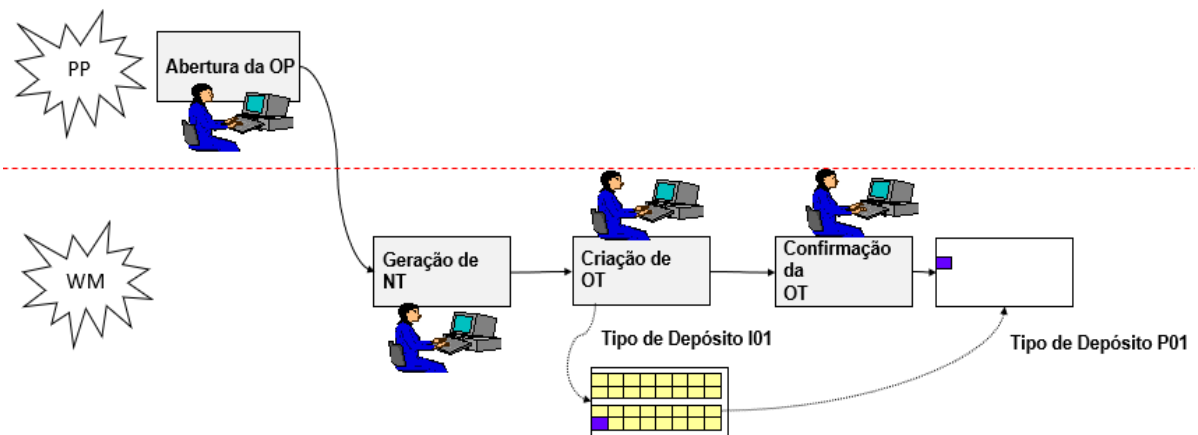 PP
Abertura da OP
WM
Geração de
NT
Criação de
OT
Confirmação
da
OT
Tipo de Depósito I01
Tipo de Depósito P01